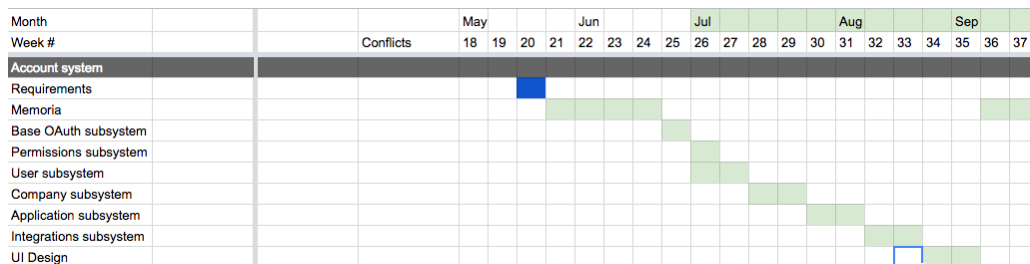 Month May Jun Jul Aug Sep
Week # Conflicts 18 19 20 21 22 23 24 25 26 27 28 29 30 31 32 33 34 35 36 37
Account system
Requirements
Memoria
Base OAuth subsystem
Permissions subsystem
User subsystem
Company subsystem
Application subsystem
Integrations subsystem
UI Design